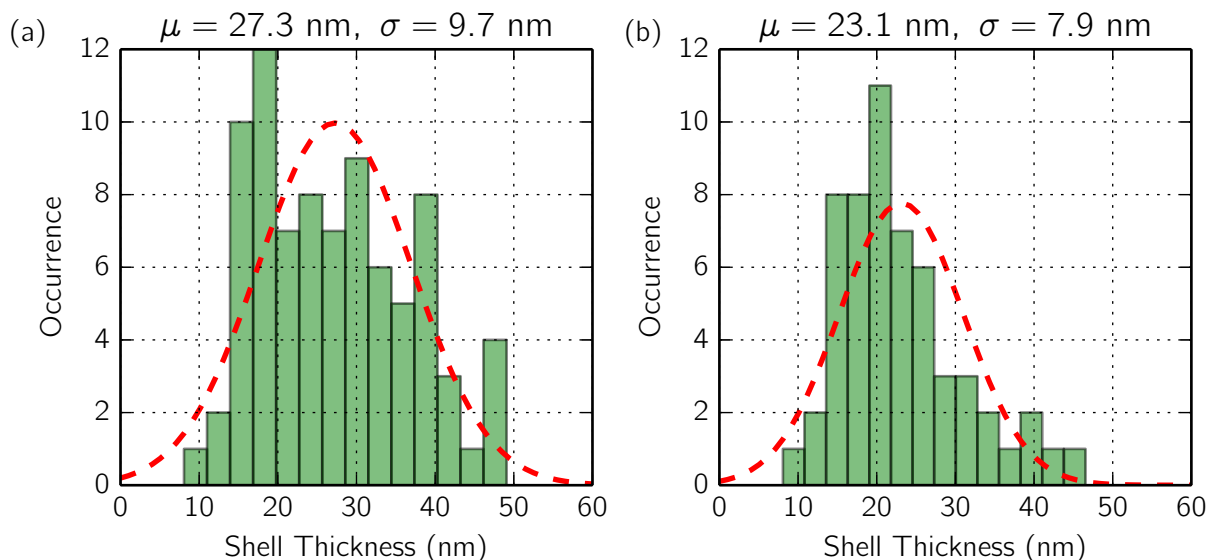 (a)
μ = 27.3 nm, σ = 9.7 nm
12
10
8
6
4
2
0
Occurrence
0 10 20 30 40 50 60
Shell Thickness (nm)
(b)
μ = 23.1 nm, σ = 7.9 nm
12
10
8
6
4
2
0
Occurrence
0 10 20 30 40 50 60
Shell Thickness (nm)